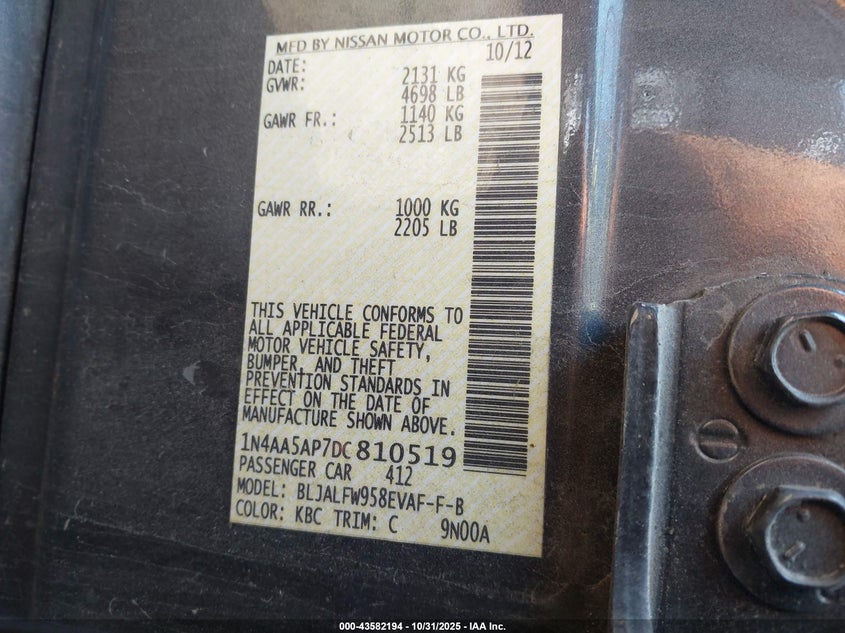 MFD BY NISSAN MOTOR CO., LTD.
DATE: 10/12
GVWR: 2131 KG
4698 LB
GAWR FR.: 1140 KG
2513 LB
GAWR RR.: 1000 KG
2205 LB
THIS VEHICLE CONFORMS TO
ALL APPLICABLE FEDERAL
MOTOR VEHICLE SAFETY,
BUMPER, AND THEFT
PREVENTION STANDARDS IN
EFFECT ON THE DATE OF
MANUFACTURE SHOWN ABOVE.
1N4AA5AP7DC810519
PASSENGER CAR 412
MODEL: BLJALFW958EVAF-F-B
COLOR: KBC TRIM: C 9N00A
000-43582194 - 10/31/2025 - IAA Inc.